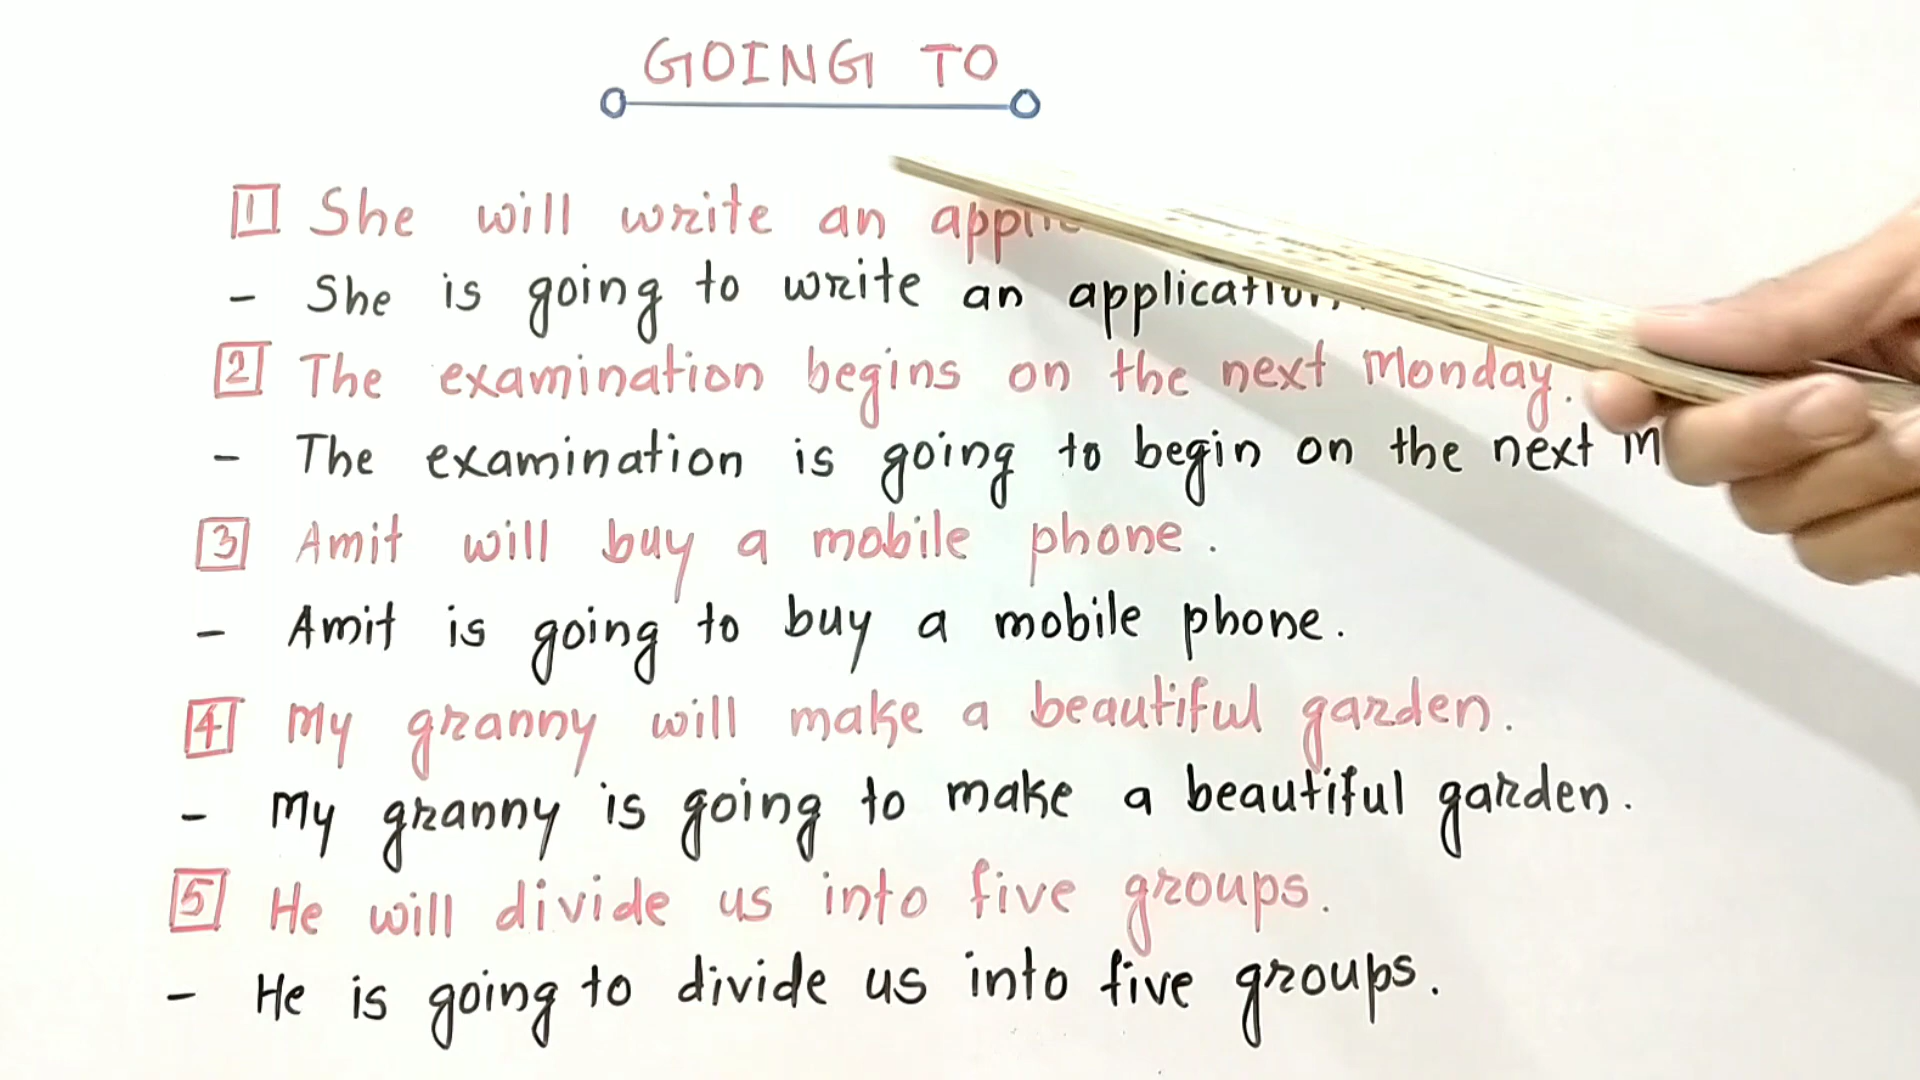 GOING TO
1 She will write an
- She is going to write an application
2 The examination begins on the next Monday.
- The examination is going to begin on the next
3 Amit will buy a mobile phone.
- Amit is going to buy a mobile phone.
4 My granny will make a beautiful garden.
- My granny is going to make a beautiful garden.
5 He will divide us into five groups.
- He is going to divide us into five groups.